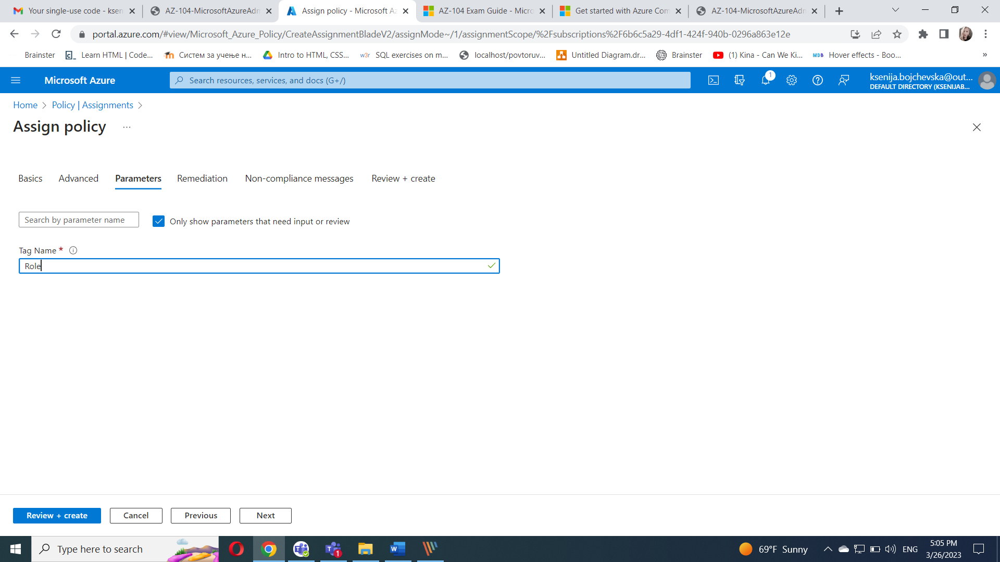 Your single-use code - ksen
AZ-104-MicrosoftAzureAdn
Assign policy - Microsoft Az
AZ-104 Exam Guide - Micro
Get started with Azure Com
AZ-104-MicrosoftAzureAdn
portal.azure.com/#view/Microsoft_Azure_Policy/CreateAssignmentBladeV2/assignMode~/1/assignmentScope/%2Fsubscriptions%2F6b6c5a29-4df1-424f-940b-0296a863e12e
Brainster
Learn HTML | Code...
Систем за учење н...
Intro to HTML, CSS...
w3r SQL exercises on m...
localhost/povtoruv...
Untitled Diagram.dr...
Brainster
(1) Kina - Can We Ki...
MDB Hover effects - Boo...
»
Microsoft Azure
Search resources, services, and docs (G+/)
1
ksenija.bojchevska@out...
DEFAULT DIRECTORY (KSENIJAB...
Home > Policy | Assignments >
Assign policy ...
Basics Advanced Parameters Remediation Non-compliance messages Review + create
Search by parameter name
Only show parameters that need input or review
Tag Name *
Role
Review + create Cancel Previous Next
Type here to search
1
69°F Sunny
ENG
5:05 PM
3/26/2023